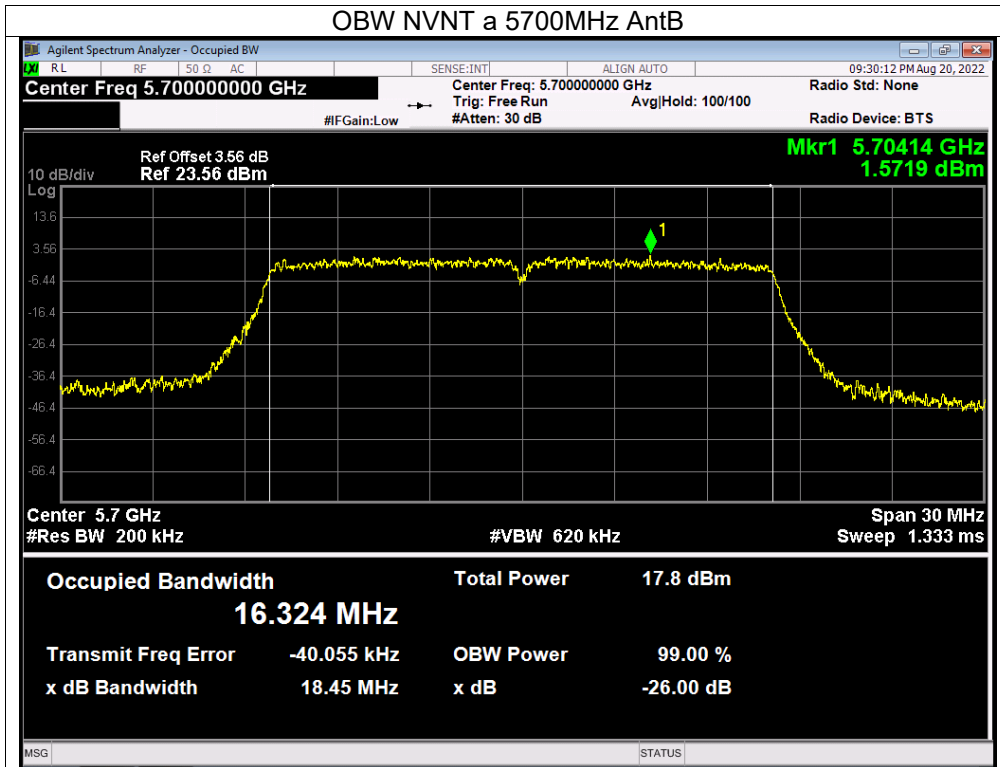 OBW NVNT a 5700MHz AntB
Agilent Spectrum Analyzer - Occupied BW
LXI RL RF 50 Ω AC SENSE:INT ALIGN AUTO 09:30:12 PM Aug 20, 2022
Center Freq 5.700000000 GHz Center Freq: 5.700000000 GHz Radio Std: None
Trig: Free Run Avg|Hold: 100/100
#IFGain:Low #Atten: 30 dB Radio Device: BTS
Mkr1 5.70414 GHz
Ref Offset 3.56 dB
10 dB/div Ref 23.56 dBm 1.5719 dBm
Log
13.6
1
3.56
-6.44
-16.4
-26.4
-36.4
-46.4
-56.4
-66.4
Center 5.7 GHz Span 30 MHz
#Res BW 200 kHz #VBW 620 kHz Sweep 1.333 ms
Occupied Bandwidth Total Power 17.8 dBm
16.324 MHz
Transmit Freq Error -40.055 kHz OBW Power 99.00 %
x dB Bandwidth 18.45 MHz x dB -26.00 dB
MSG STATUS